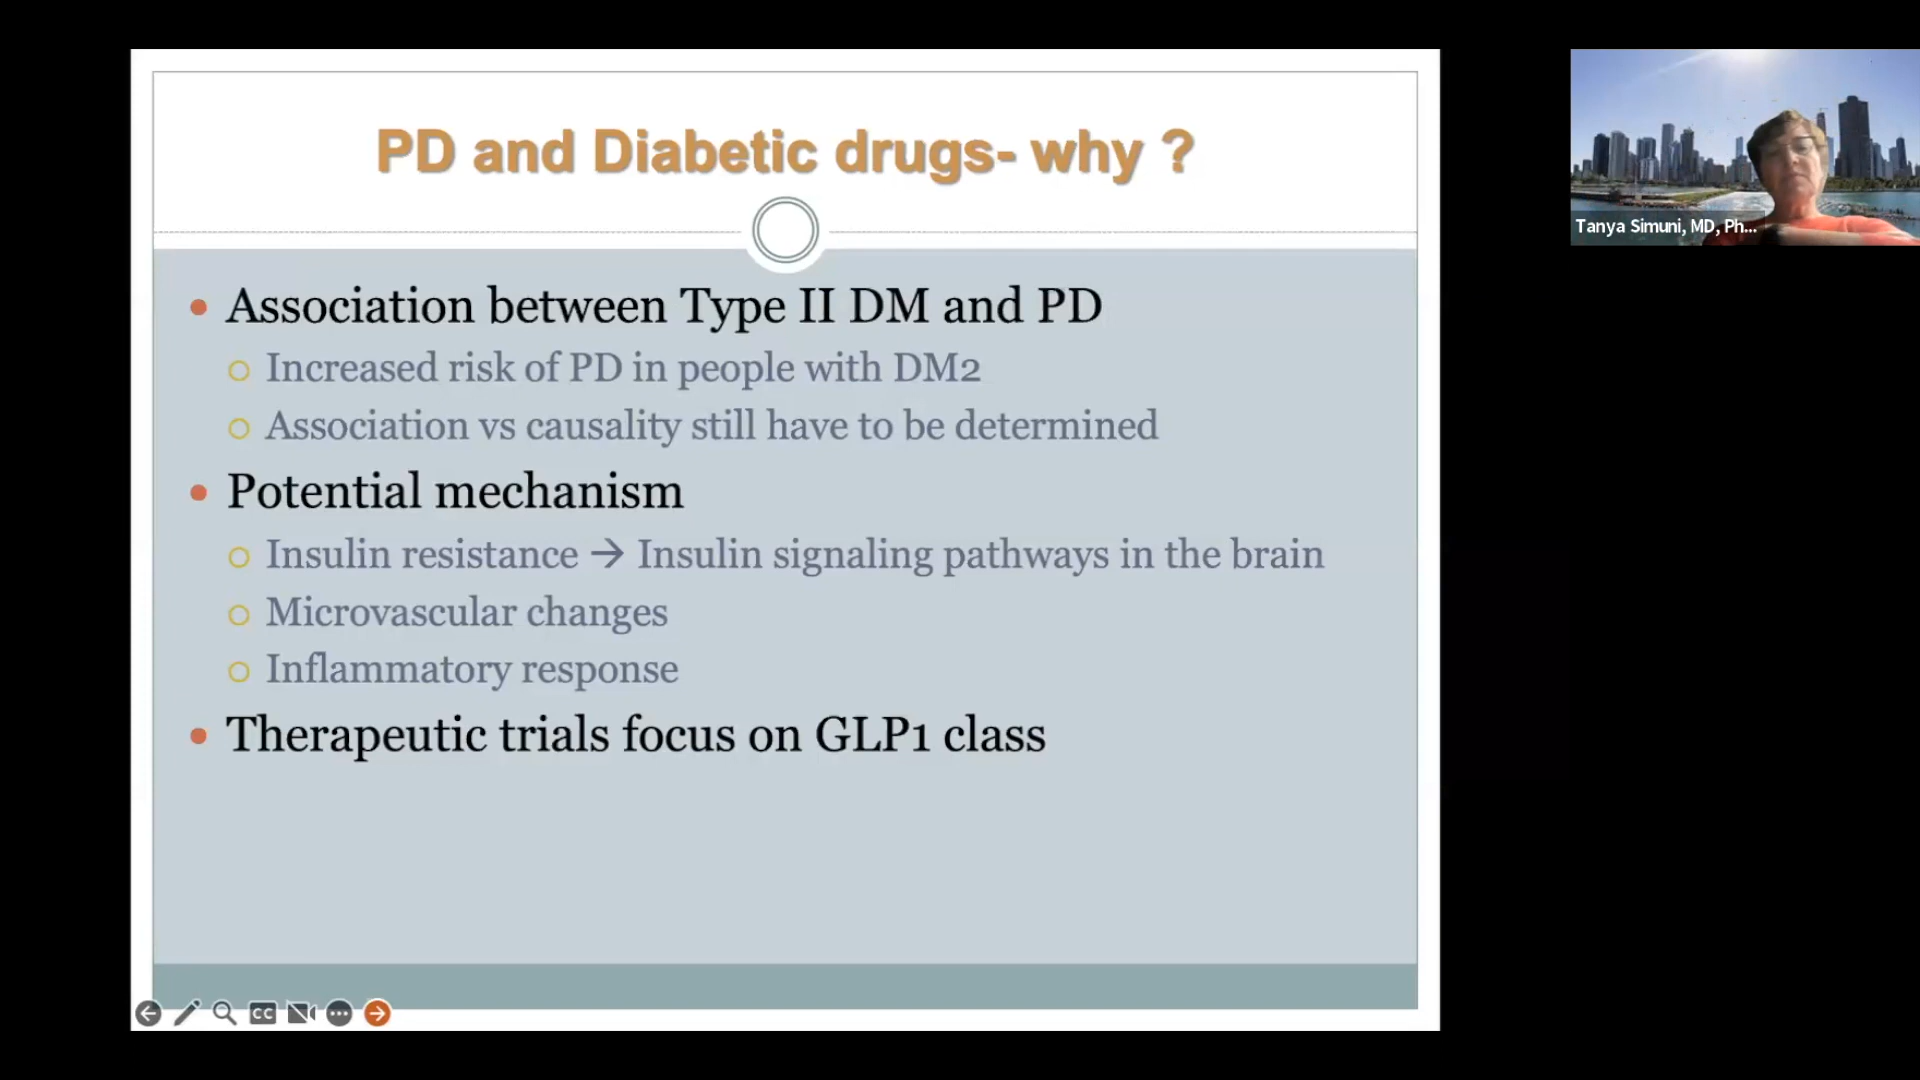 PD and Diabetic drugs- why ?
Tanya Simuni, MD, Ph...
Association between Type II DM and PD
Increased risk of PD in people with DM2
Association vs causality still have to be determined
Potential mechanism
Insulin resistance → Insulin signaling pathways in the brain
Microvascular changes
Inflammatory response
Therapeutic trials focus on GLP1 class
CC